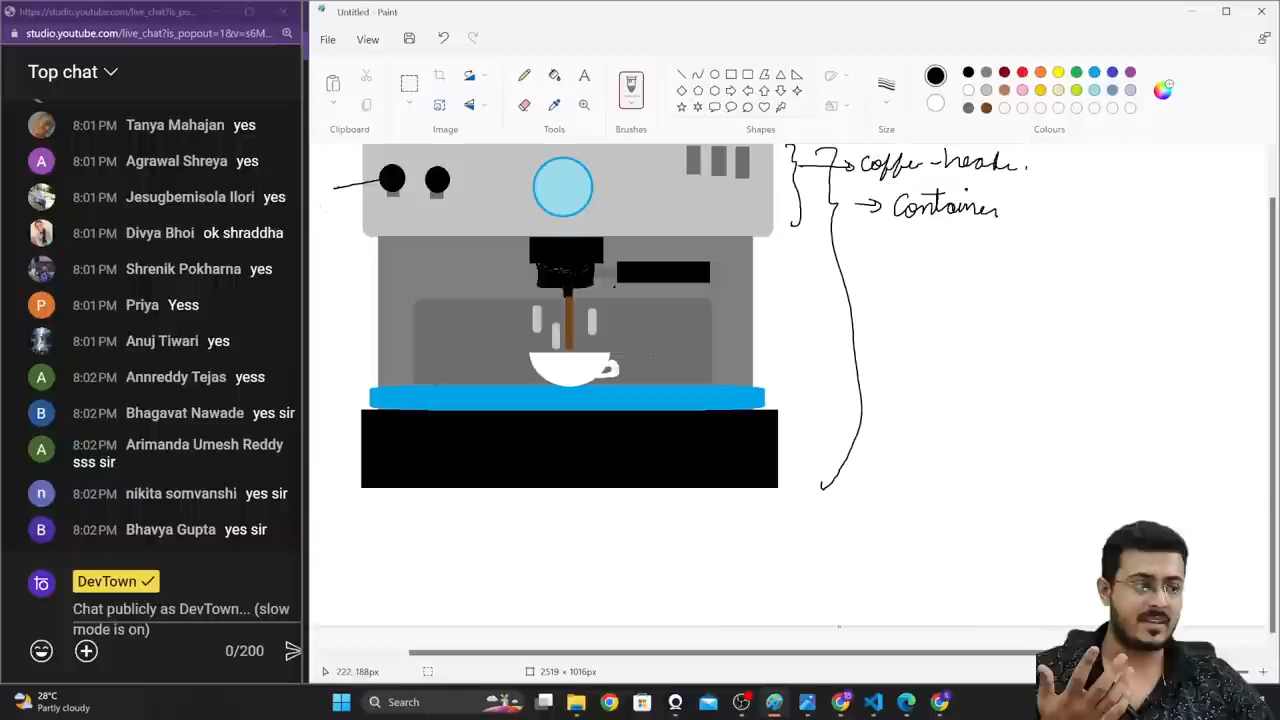 https://studio.youtube.com/live_chat?is_po...
studio.youtube.com/live_chat?is_popout=1&v=s6M...
Top chat
Tanya Mahajan yes
A 8:01 PM Agrawal Shreya yes
8:01 PM Jesugbemisola Ilori yes
8:01 PM Divya Bhoi ok shraddha
8:01 PM Shrenik Pokharna yes
P 8:01 PM Priya Yess
8:01 PM Anuj Tiwari yes
A 8:02 PM Annreddy Tejas yess
B 8:02 PM Bhagavat Nawade yes sir
A 8:02 PM Arimanda Umesh Reddy
sss sir
n 8:02 PM nikita somvanshi yes sir
B 8:02 PM Bhavya Gupta yes sir
DevTown
Chat publicly as DevTown... (slow
mode is on)
0/200
Untitled - Paint
File View
Clipboard Image Tools Brushes Shapes Size Colours
Container
222, 188px
2519 × 1016px
28°C
Partly cloudy
Search